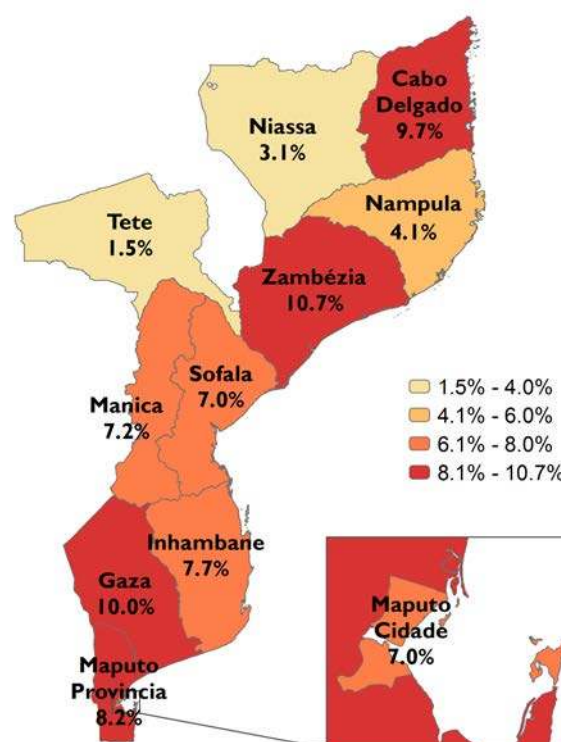 Cabo
Delgado
9.7%
Niassa
3.1%
Nampula
4.1%
Tete
1.5%
Zambézia
10.7%
Sofala
7.0%
Manica
7.2%
1.5% - 4.0%
4.1% - 6.0%
6.1% - 8.0%
8.1% - 10.7%
Inhambane
7.7%
Gaza
10.0%
Maputo
Cidade
7.0%
Maputo
Provincia
8.2%